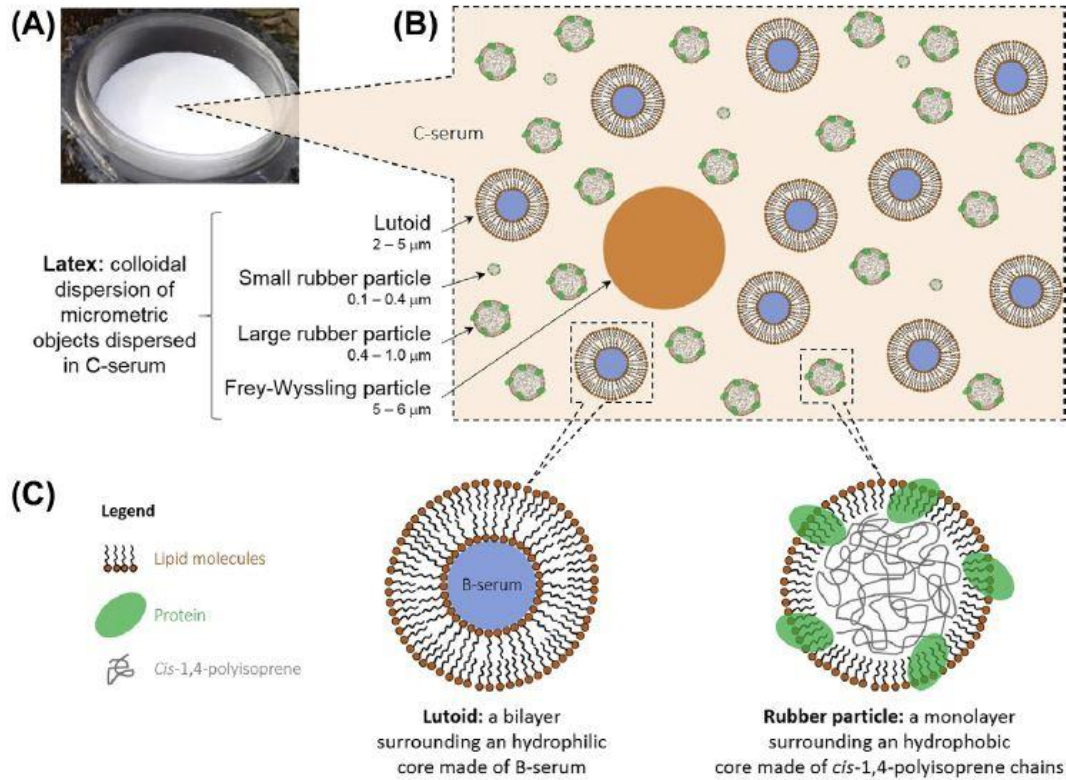 (A)
(B)
C-serum
Latex: colloidal
dispersion of
micrometric
objects dispersed
in C-serum
Lutoid
2 – 5 μm
Small rubber particle
0.1 – 0.4 μm
Large rubber particle
0.4 – 1.0 μm
Frey-Wyssling particle
5 – 6 μm
(C)
Legend
Lipid molecules
Protein
Cis-1,4-polyisoprene
B-serum
Lutoid: a bilayer
surrounding an hydrophilic
core made of B-serum
Rubber particle: a monolayer
surrounding an hydrophobic
core made of cis-1,4-polyisoprene chains